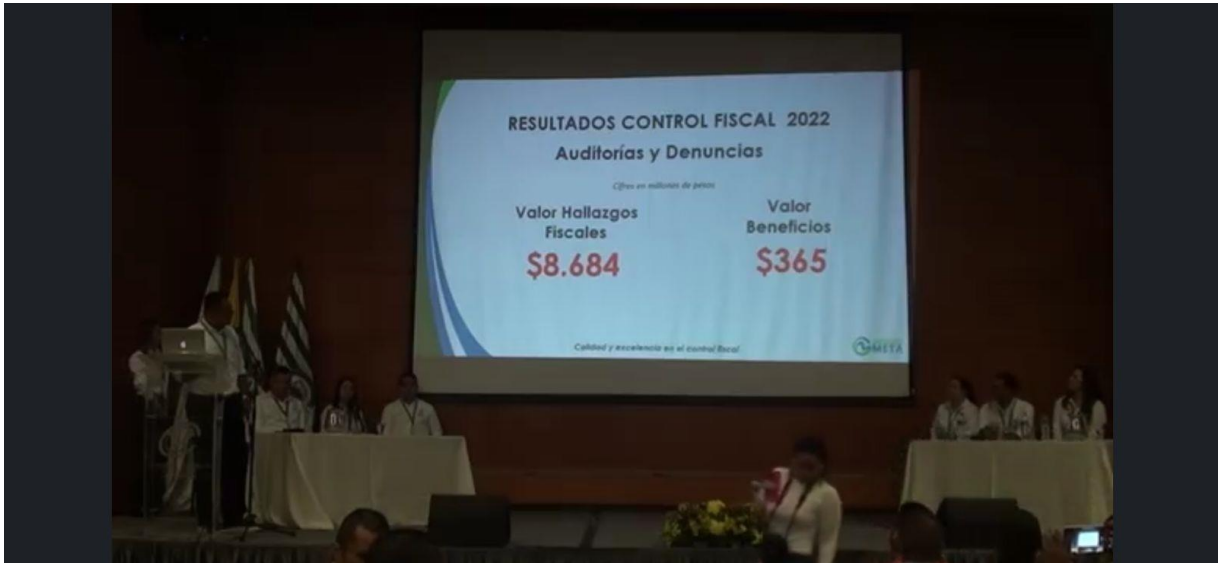 RESULTADOS CONTROL FISCAL 2022
Auditorías y Denuncias
Cifras en millones de pesos
Valor Hallazgos
Fiscales
$8.684
Valor
Beneficios
$365
Calidad y excelencia en el control fiscal
META